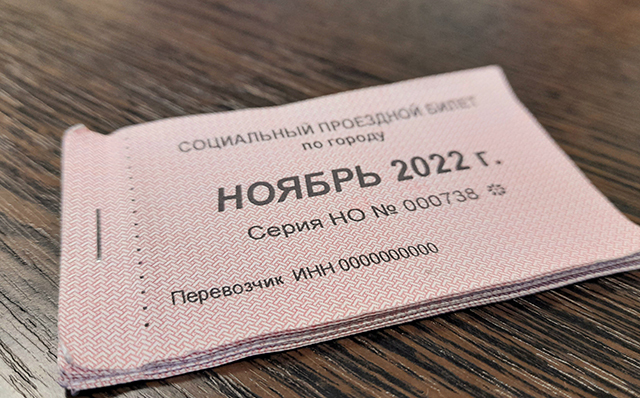 СОЦИАЛЬНЫЙ ПРОЕЗДНОЙ БИЛЕТ
по городу
НОЯБРЬ 2022 г.
Серия НО № 000738
Перевозчик ИНН 0000000000